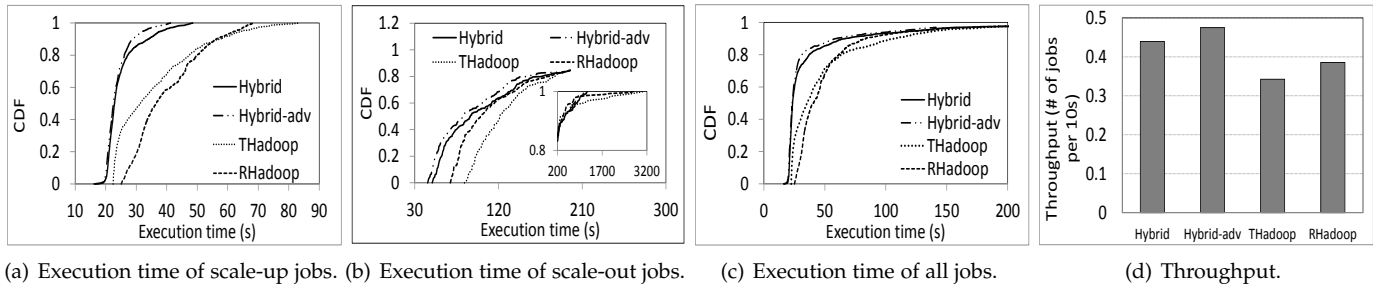 1
0.8
0.6
0.4
0.2
0
CDF
10 20 30 40 50 60 70 80 90
Execution time (s)
Hybrid
Hybrid-adv
THadoop
RHadoop
1.2
1
0.8
0.6
0.4
0.2
0
CDF
30 120 210 300
Execution time (s)
Hybrid Hybrid-adv
THadoop RHadoop
1
0.8
200 1700 3200
1
0.8
0.6
0.4
0.2
0
CDF
0 50 100 150 200
Execution time (s)
Hybrid
Hybrid-adv
THadoop
RHadoop
0.5
0.4
0.3
0.2
0.1
0
Throughput (# of jobs
per 10s)
Hybrid Hybrid-adv THadoop RHadoop
(a) Execution time of scale-up jobs. (b) Execution time of scale-out jobs. (c) Execution time of all jobs. (d) Throughput.